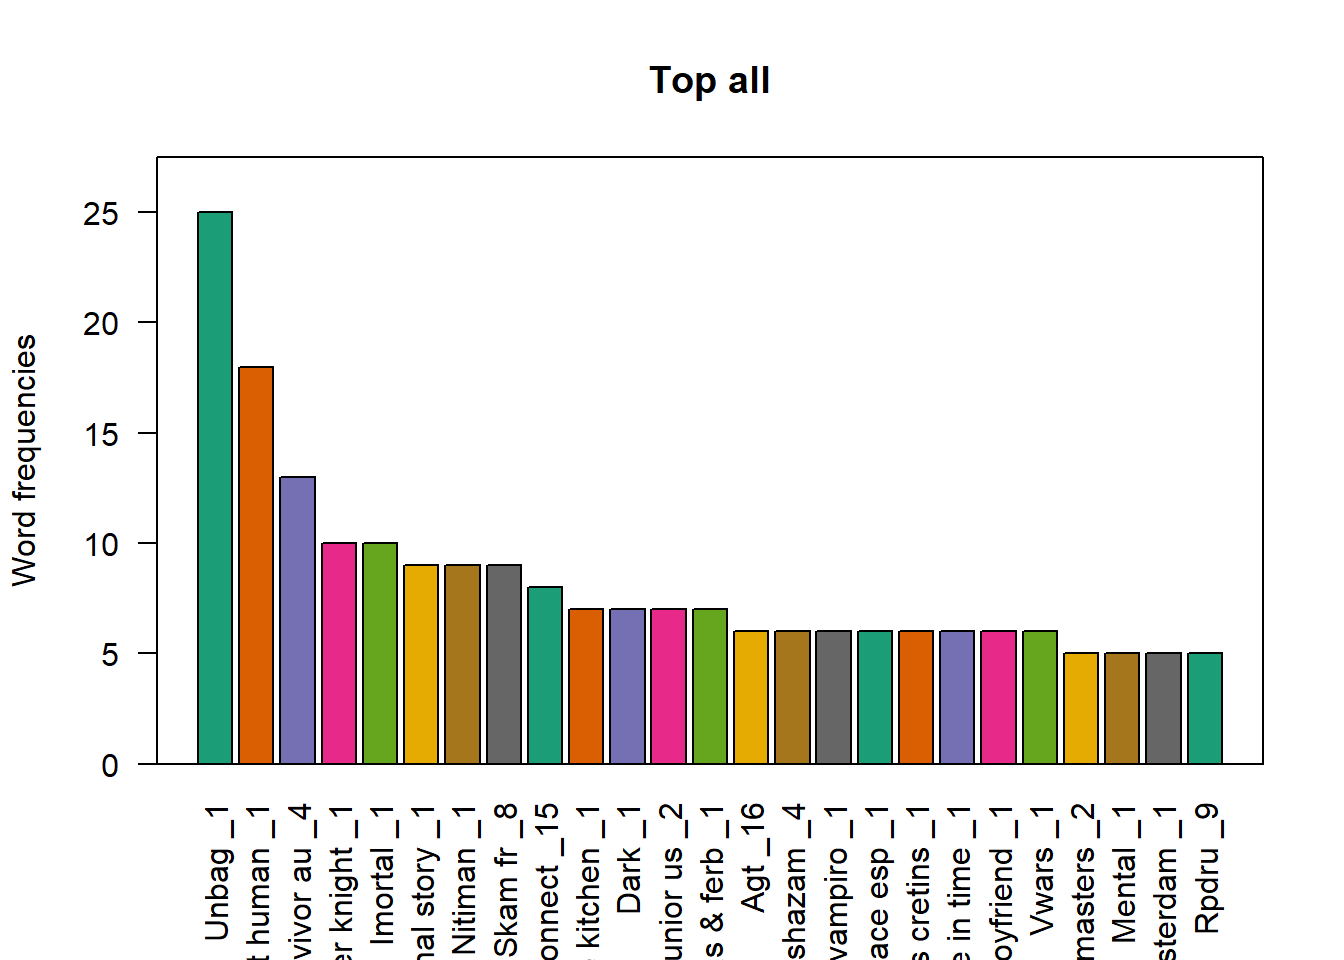 Top all
Word frequencies
25
20
15
10
5
0
Unbag _1
t human _1
vivor au _4
er knight _1
Imortal _1
nal story _1
Nitiman _1
Skam fr _8
onnect _15
kitchen _1
Dark _1
unior us _2
s & ferb _1
Agt _16
shazam _4
vampiro _1
ace esp _1
s cretins _1
e in time _1
oyfriend _1
Vwars _1
masters _2
Mental _1
sterdam _1
Rpdru _9